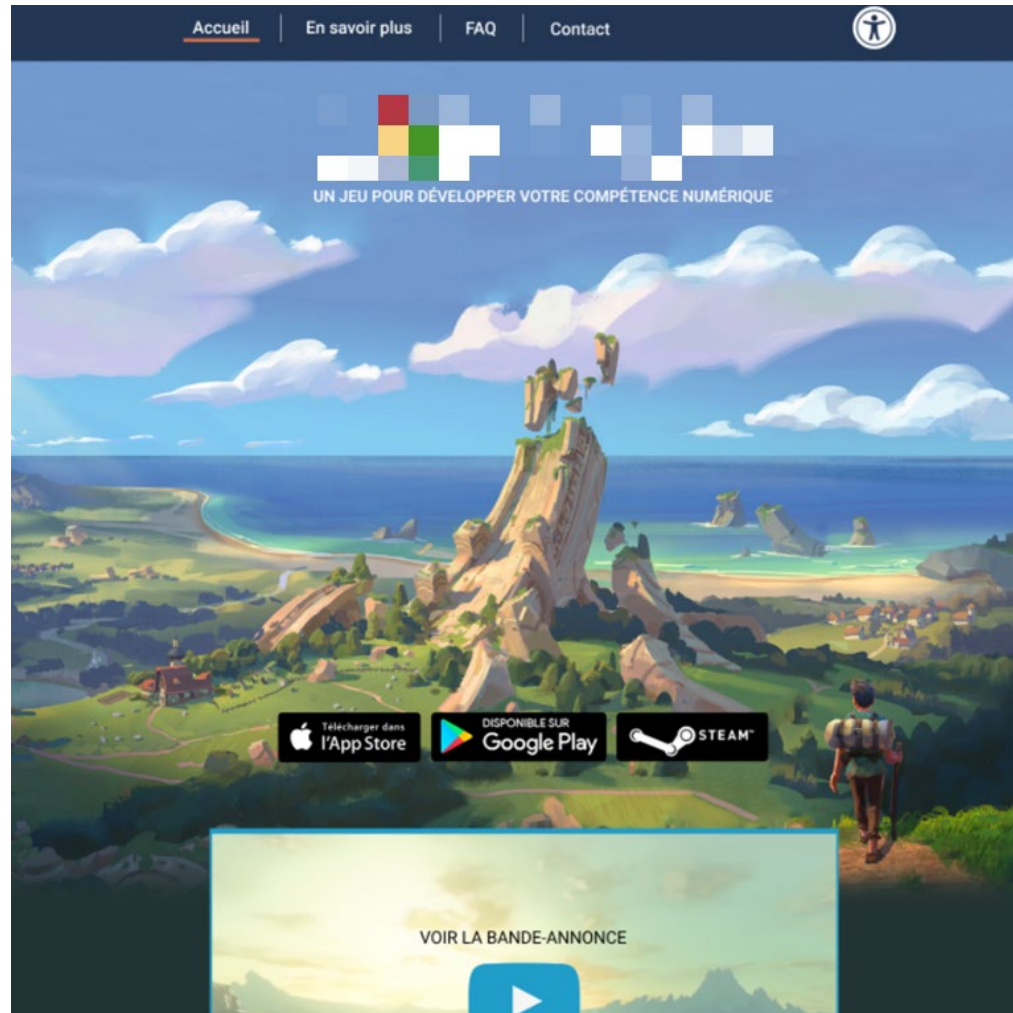 Accueil
En savoir plus
FAQ
Contact
UN JEU POUR DÉVELOPPER VOTRE COMPÉTENCE NUMÉRIQUE
Télécharger dans
l'App Store
DISPONIBLE SUR
Google Play
STEAM™
VOIR LA BANDE-ANNONCE